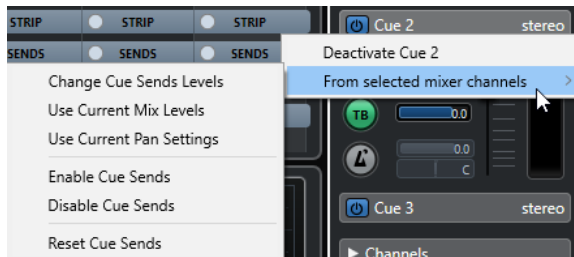 STRIP STRIP STRIP
SENDS SENDS SENDS
Cue 2 stereo
Deactivate Cue 2
From selected mixer channels
Change Cue Sends Levels
Use Current Mix Levels
Use Current Pan Settings
Enable Cue Sends
Disable Cue Sends
Reset Cue Sends
TB 0.0
0.0
C
Cue 3 stereo
Channels